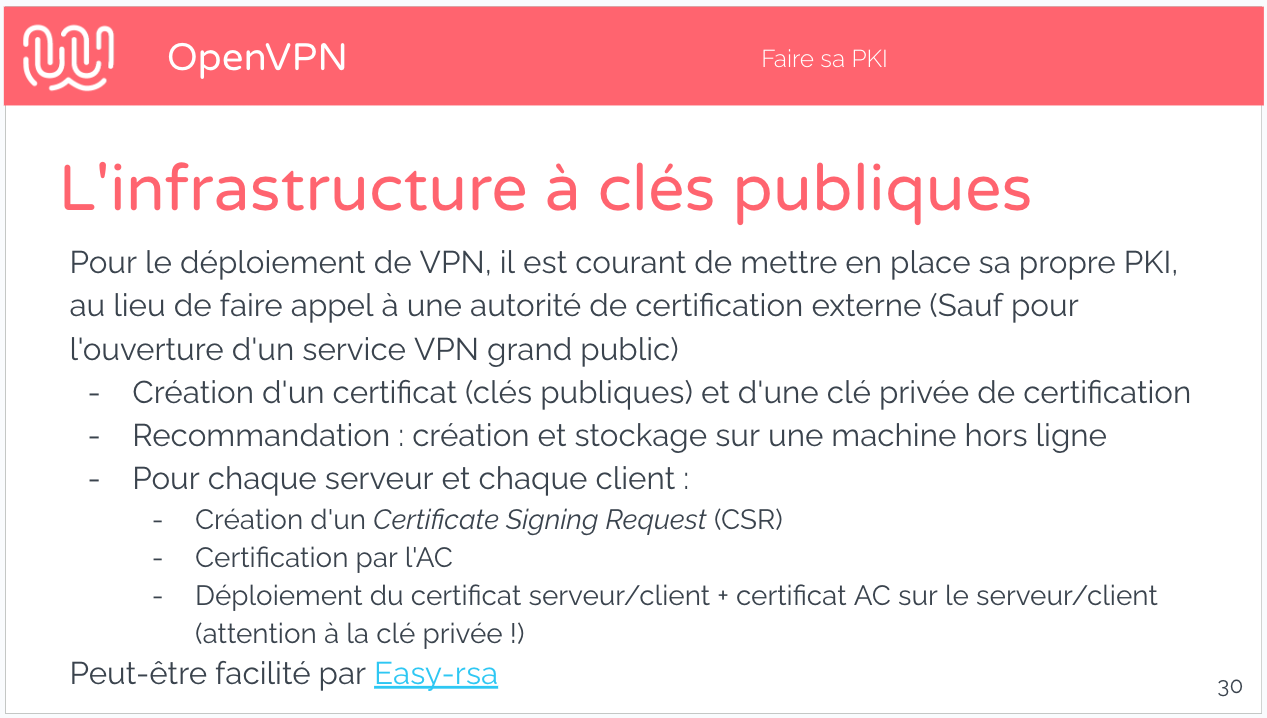 OpenVPN
Faire sa PKI
L'infrastructure à clés publiques
Pour le déploiement de VPN, il est courant de mettre en place sa propre PKI,
au lieu de faire appel à une autorité de certification externe (Sauf pour
l'ouverture d'un service VPN grand public)
- Création d'un certificat (clés publiques) et d'une clé privée de certification
- Recommandation : création et stockage sur une machine hors ligne
- Pour chaque serveur et chaque client :
- Création d'un Certificate Signing Request (CSR)
- Certification par l'AC
- Déploiement du certificat serveur/client + certificat AC sur le serveur/client
(attention à la clé privée !)
Peut-être facilité par Easy-rsa
30